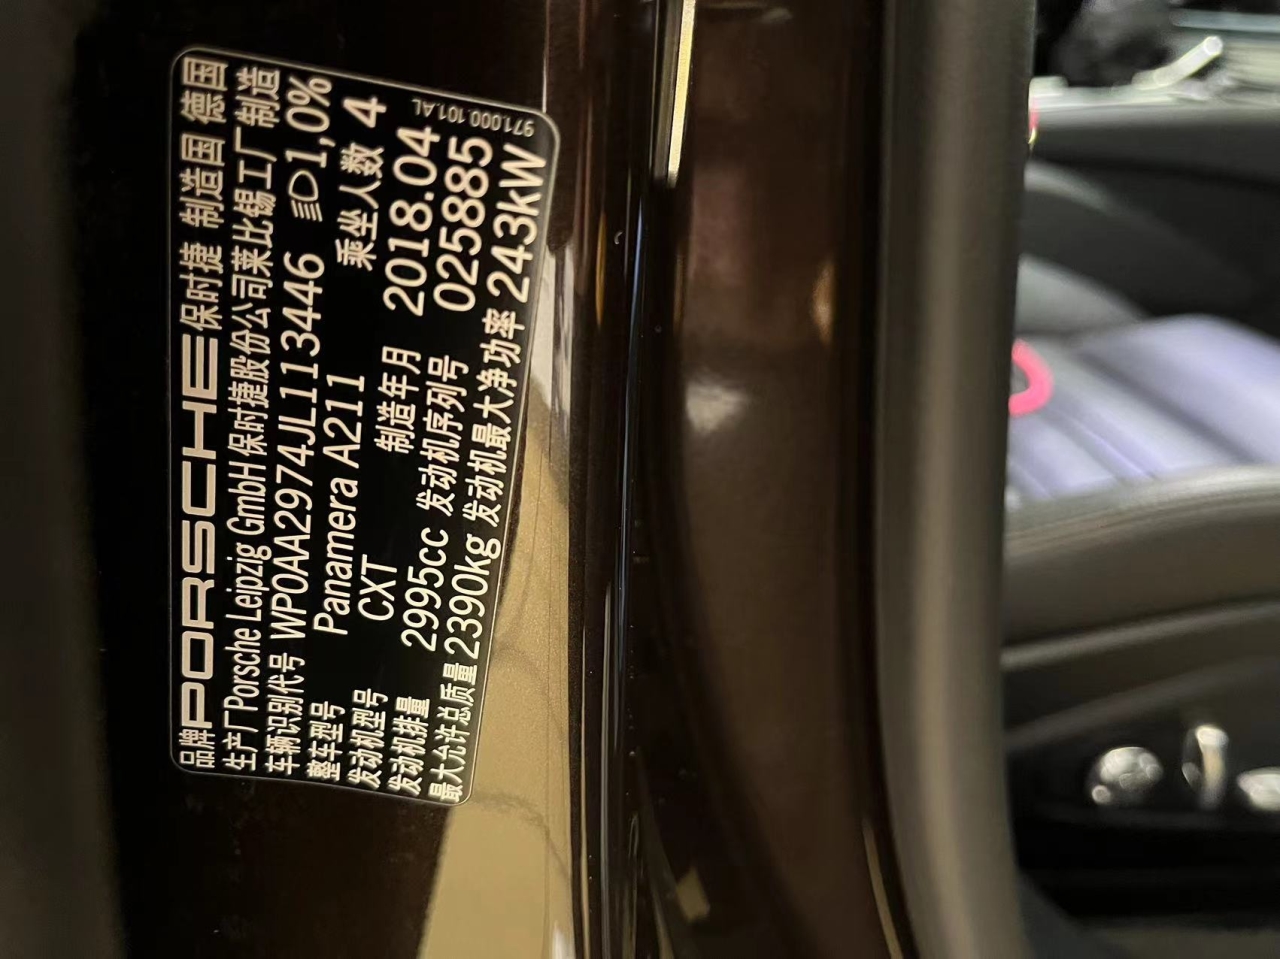 品牌 PORSCHE 保时捷 制造国 德国
生产厂 Porsche Leipzig GmbH 保时捷股份公司莱比锡工厂 制造
车辆识别代号 WP0AA2974JL113446 1,0%
整车型号 Panamera A211 乘坐人数 4
发动机型号 CXT 制造年月 2018.04
发动机排量 2995cc 发动机序列号 025885
最大允许总质量 2390kg 发动机最大净功率 243kW
971.000.101.AL